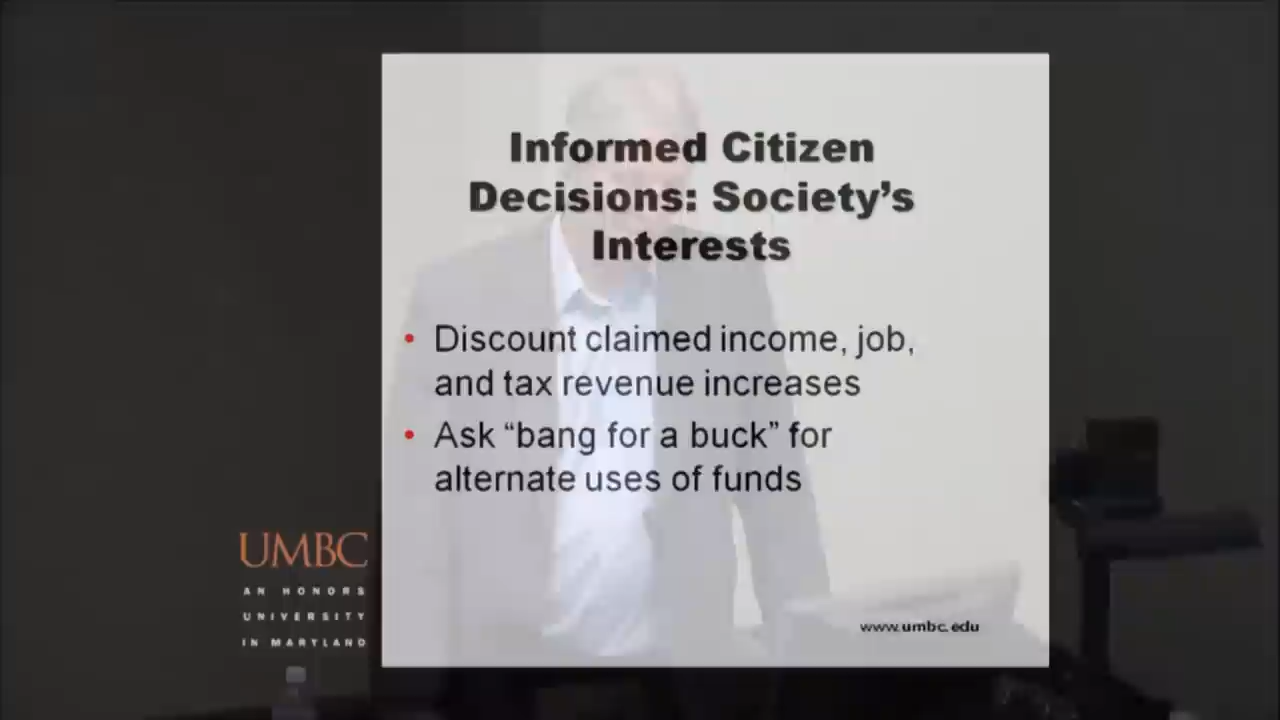 Informed Citizen
Decisions: Society’s
Interests
• Discount claimed income, job,
and tax revenue increases
• Ask “bang for a buck” for
alternate uses of funds
UMBC
AN HONORS
UNIVERSITY
IN MARYLAND
www.umbc.edu